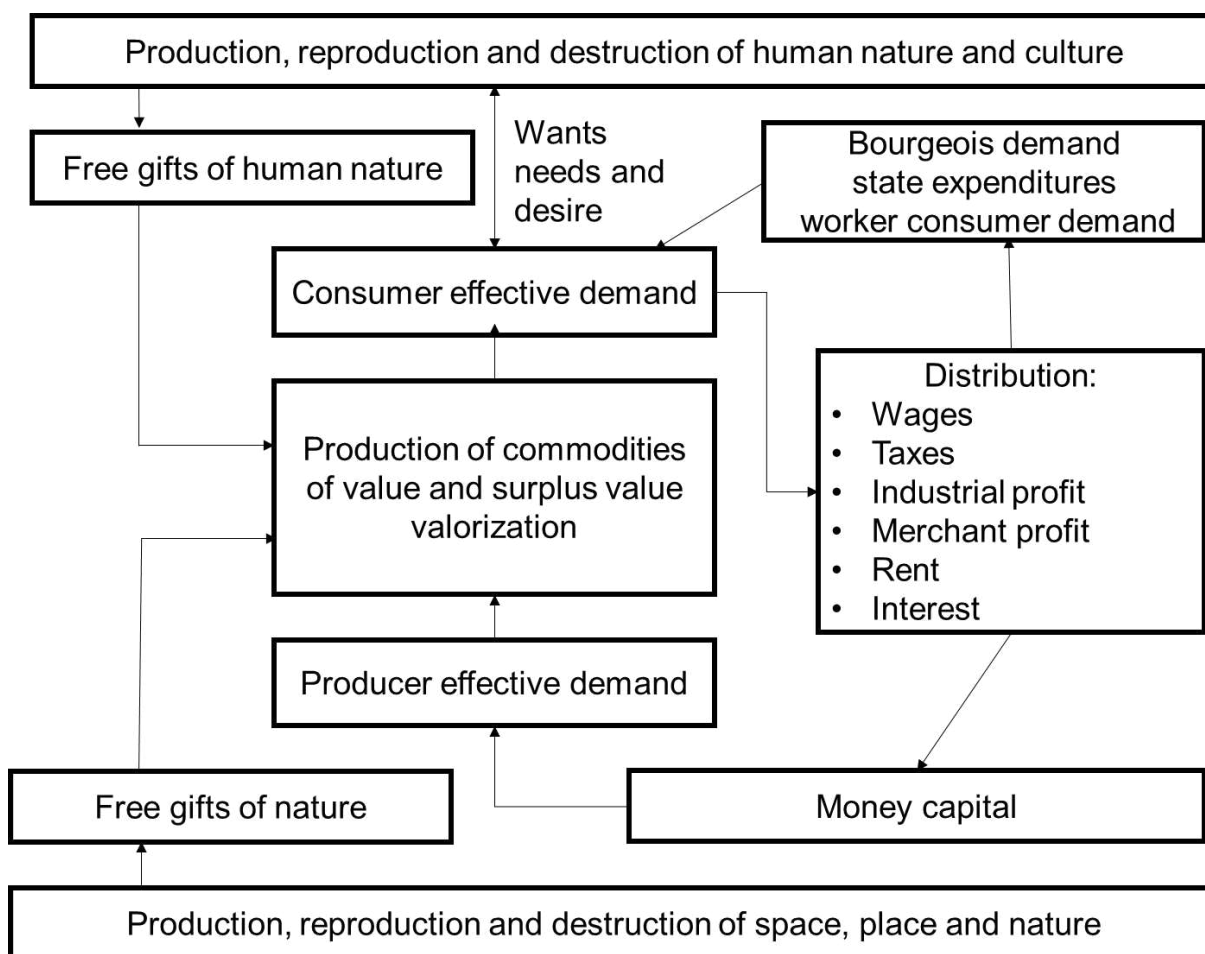 Production, reproduction and destruction of human nature and culture
Free gifts of human nature
Wants
needs and
desire
Bourgeois demand
state expenditures
worker consumer demand
Consumer effective demand
Distribution:
• Wages
• Taxes
• Industrial profit
• Merchant profit
• Rent
• Interest
Production of commodities
of value and surplus value
valorization
Producer effective demand
Free gifts of nature
Money capital
Production, reproduction and destruction of space, place and nature